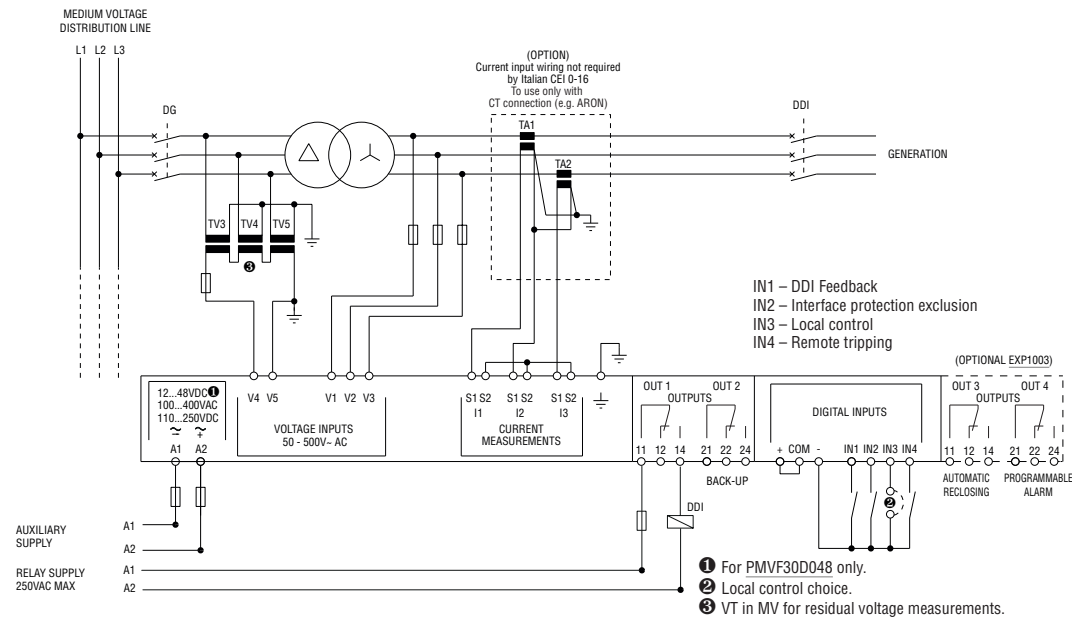 MEDIUM VOLTAGE
DISTRIBUTION LINE
L1 L2 L3
DG
(OPTION)
Current input wiring not required
by Italian CEI 0-16
To use only with
CT connection (e.g. ARON)
TA1
TA2
DDI
GENERATION
TV3 TV4 TV5
❸
IN1 – DDI Feedback
IN2 – Interface protection exclusion
IN3 – Local control
IN4 – Remote tripping
(OPTIONAL EXP1003)
12...48VDC❶
100...400VAC
110...250VDC
~ ~
– +
A1 A2
V4 V5 V1 V2 V3
VOLTAGE INPUTS
50 - 500V~ AC
S1 S2 S1 S2 S1 S2
I1 I2 I3
CURRENT
MEASUREMENTS
OUT 1 OUT 2
OUTPUTS
11 12 14 21 22 24
BACK-UP
DIGITAL INPUTS
+ COM - IN1 IN2 IN3 IN4
❷
OUT 3 OUT 4
OUTPUTS
11 12 14 21 22 24
AUTOMATIC
RECLOSING
PROGRAMMABLE
ALARM
DDI
AUXILIARY
SUPPLY
A1
A2
RELAY SUPPLY
250VAC MAX
A1
A2
❶ For PMVF30D048 only.
❷ Local control choice.
❸ VT in MV for residual voltage measurements.